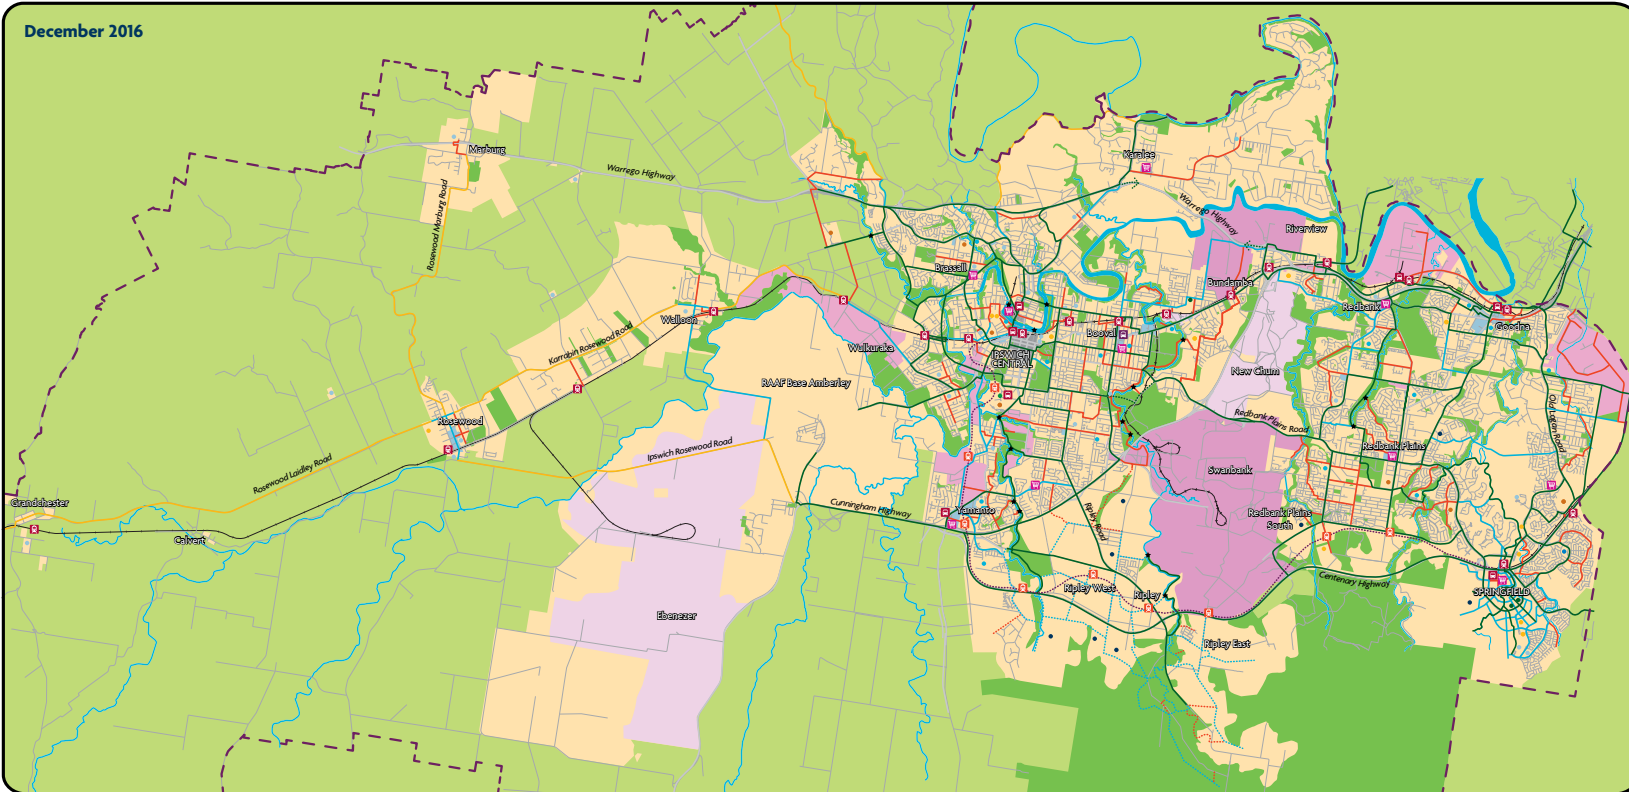 December 2016
Marburg
Warrego Highway
Karalee
Rosewood Marburg Road
Warrego Highway
Riverview
Brassall
Bundamba
Redbank
Walloon
Booval
Goodna
Karrabin Rosewood Road
Wulkuraka
IPSWICH
CENTRAL
RAAF Base Amberley
New Chum
Rosewood
Redbank Plains Road
Old Logan Road
Ipswich Rosewood Road
Redbank Plains
Rosewood Laidley Road
Swanbank
Grandchester
Cunningham Highway
Yamanto
Ripley Road
Redbank Plains
South
Calvert
Centenary Highway
Ripley West
Ripley
SPRINGFIELD
Ebenezer
Ripley East